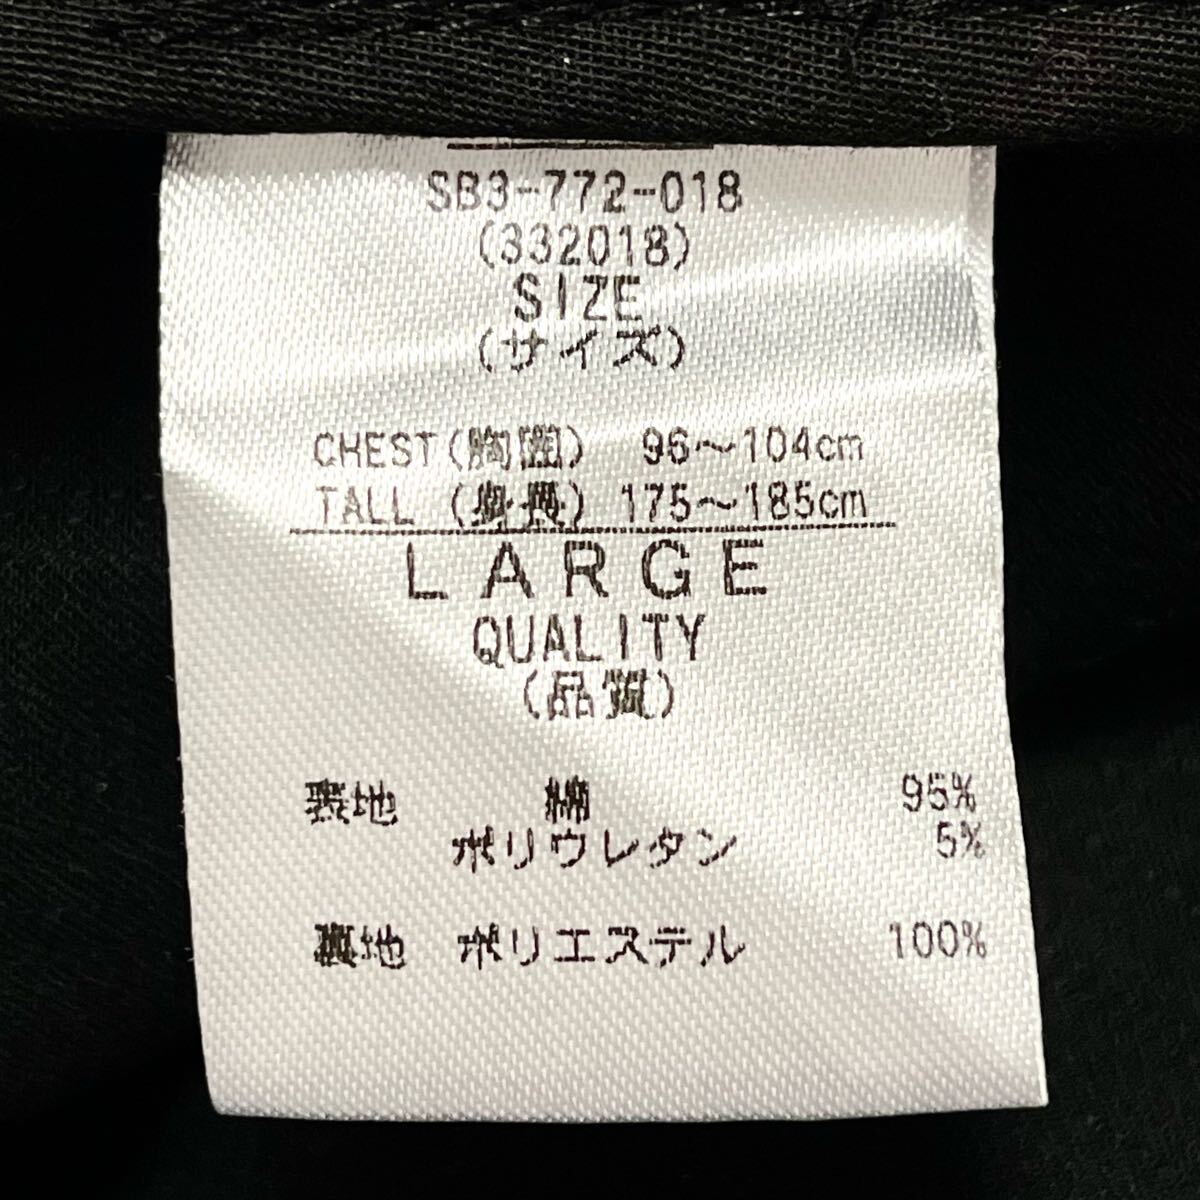 SB3-772-018
(332018)
SIZE
(サイズ)
CHEST(胸囲) 96～104cm
TALL (身長) 175～185cm
LARGE
QUALITY
(品質)
表地 綿 95%
ポリウレタン 5%
裏地 ポリエステル 100%